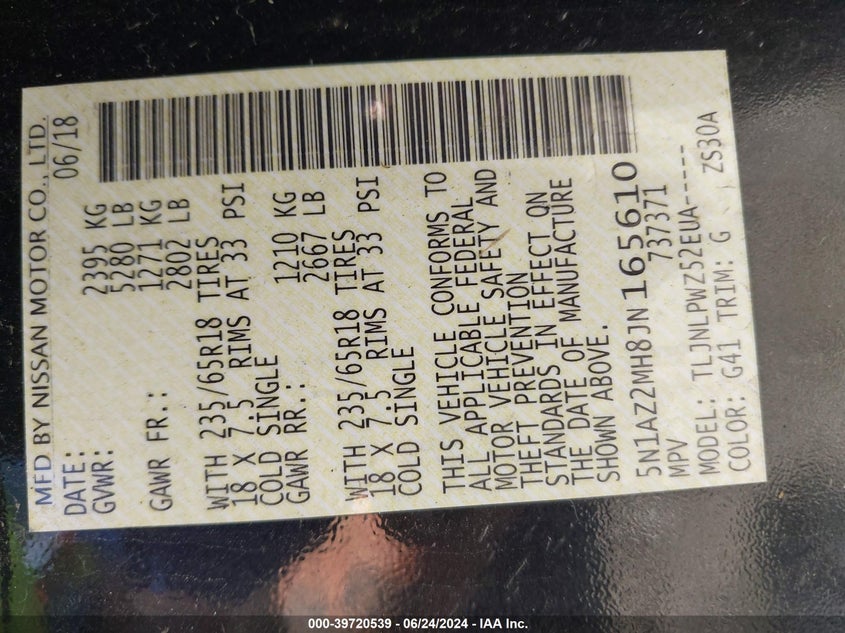 MFD BY NISSAN MOTOR CO., LTD.
DATE: 06/18
GVWR: 2395 KG
5280 LB
GAWR FR.: 1271 KG
2802 LB
WITH 235/65R18 TIRES
18 X 7.5 RIMS AT 33 PSI
COLD SINGLE
GAWR RR.: 1210 KG
2667 LB
WITH 235/65R18 TIRES
18 X 7.5 RIMS AT 33 PSI
COLD SINGLE
THIS VEHICLE CONFORMS TO
ALL APPLICABLE FEDERAL
MOTOR VEHICLE SAFETY AND
THEFT PREVENTION
STANDARDS IN EFFECT ON
THE DATE OF MANUFACTURE
SHOWN ABOVE.
5N1AZ2MH8JN165610
MPV 737371
MODEL: TLJNLPWZ52EUA-----
COLOR: G41 TRIM: G ZS30A
000-39720539 - 06/24/2024 - IAA Inc.